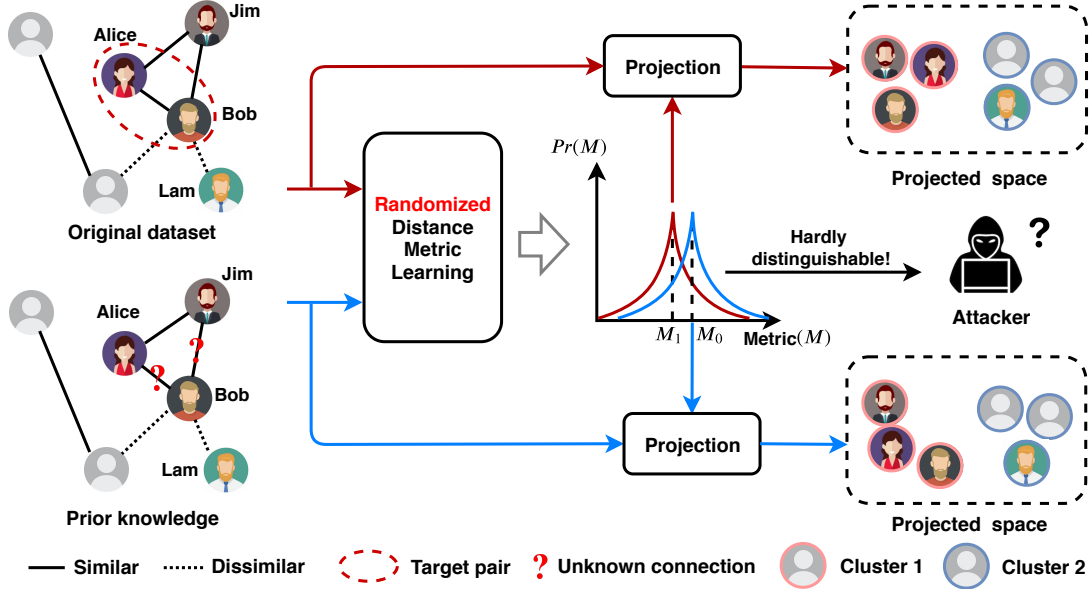 Jim
Alice
Bob
Lam
Original dataset
Randomized
Distance
Metric
Learning
Projection
Pr(M)
M1 M0
Metric(M)
Hardly
distinguishable!
?
Attacker
Projected space
Jim
Alice
?
?
Bob
Lam
Prior knowledge
Projection
Projected space
Similar
Dissimilar
Target pair
? Unknown connection
Cluster 1
Cluster 2